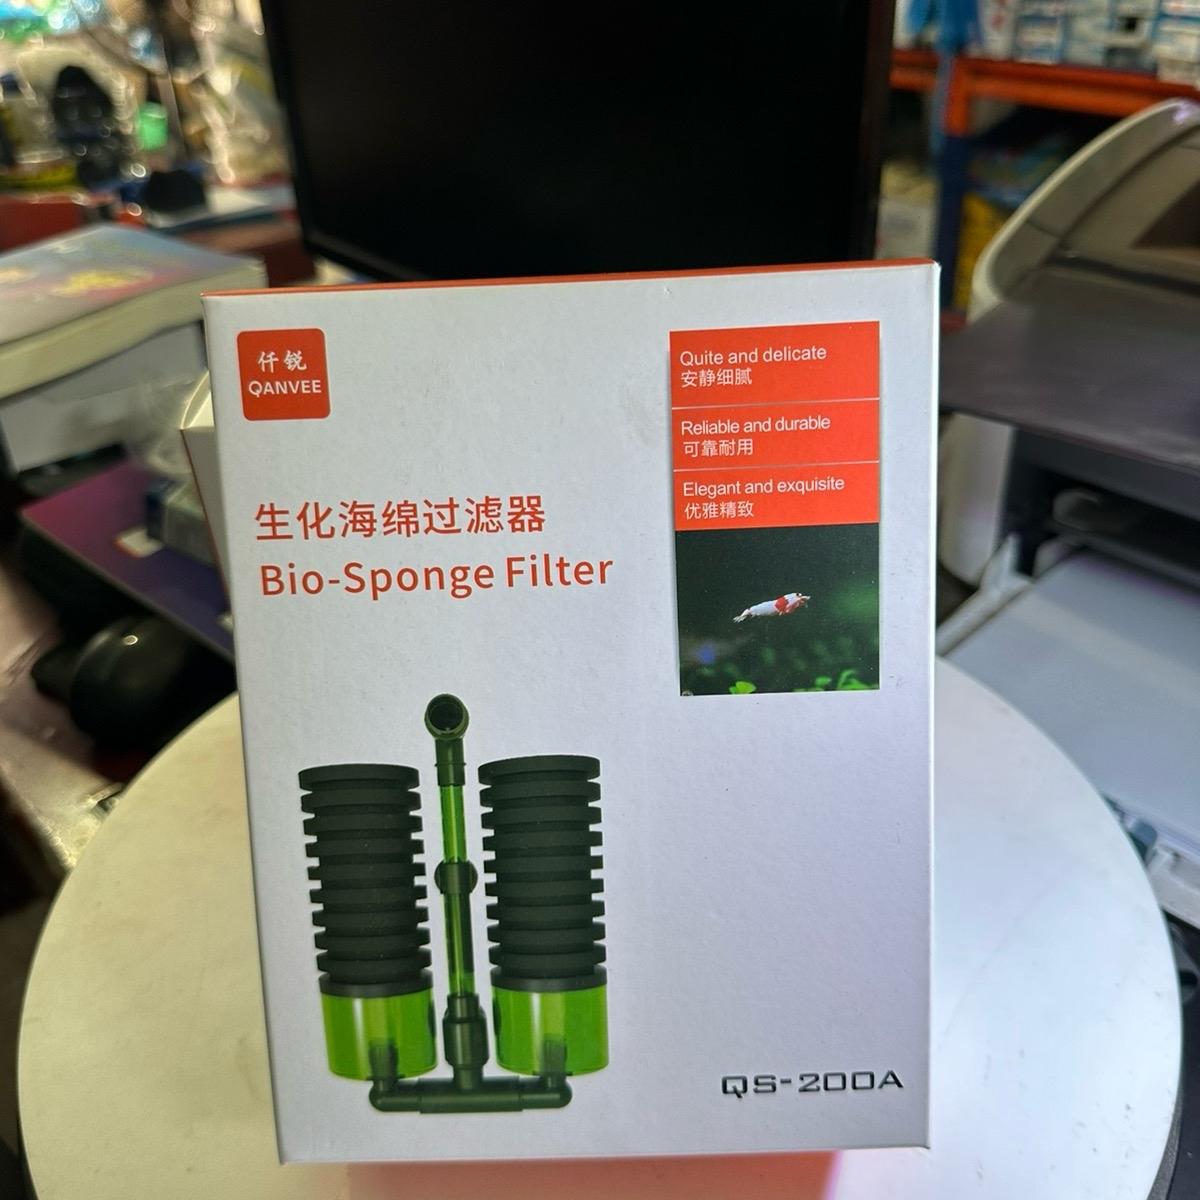 仟锐
QANVEE
Quite and delicate
安静细腻
Reliable and durable
可靠耐用
Elegant and exquisite
优雅精致
生化海绵过滤器
Bio-Sponge Filter
QS-200A